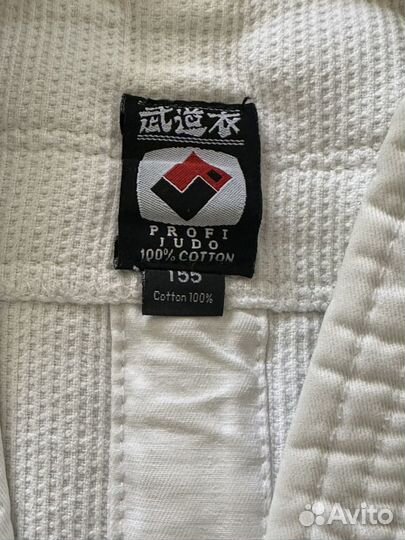 武道衣
PROFI
JUDO
100% COTTON
155
Cotton 100%
Avito